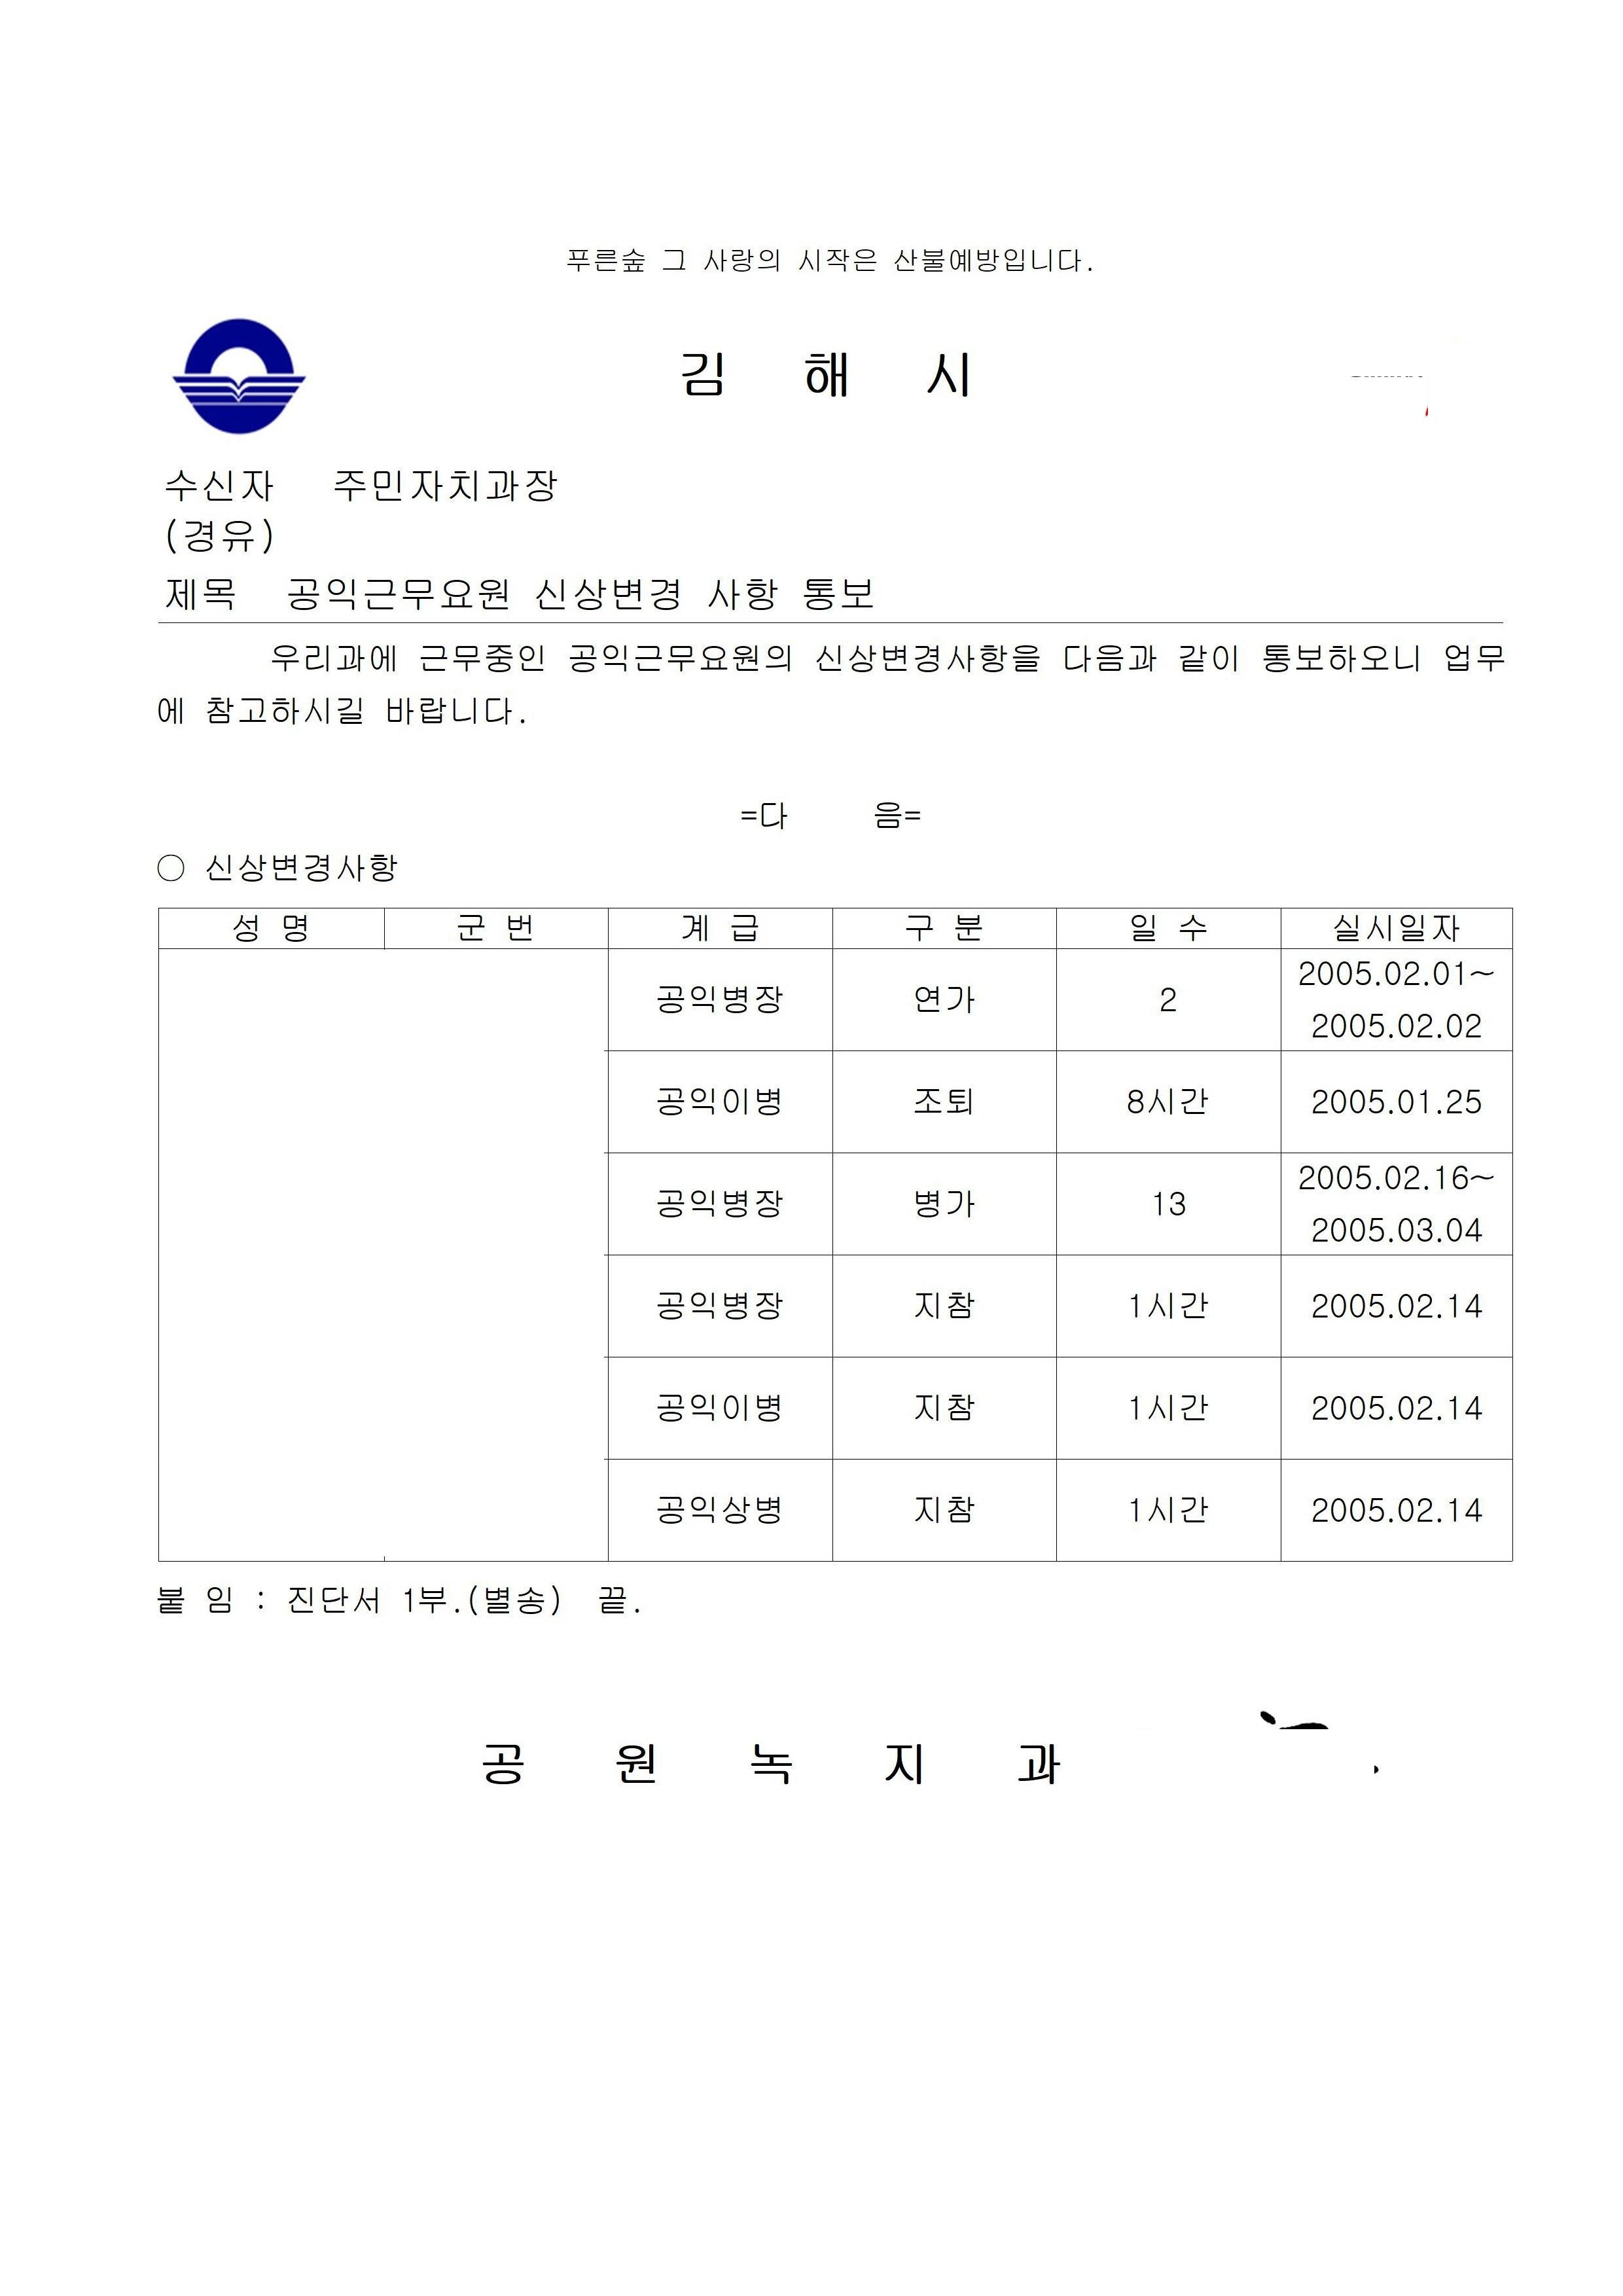 푸른숲 그 사랑의 시작은 산불예방입니다.
김 해 시
수신자 주민자치과장
(경유)
제목 공익근무요원 신상변경 사항 통보
우리과에 근무중인 공익근무요원의 신상변경사항을 다음과 같이 통보하오니 업무
에 참고하시길 바랍니다.
=다 음=
○ 신상변경사항
성 명 군 번 계 급 구 분 일 수 실시일자
공익병장 연가 2 2005.02.01~
2005.02.02
공익이병 조퇴 8시간 2005.01.25
공익병장 병가 13 2005.02.16~
2005.03.04
공익병장 지참 1시간 2005.02.14
공익이병 지참 1시간 2005.02.14
공익상병 지참 1시간 2005.02.14
붙 임 : 진단서 1부.(별송) 끝.
공 원 녹 지 과